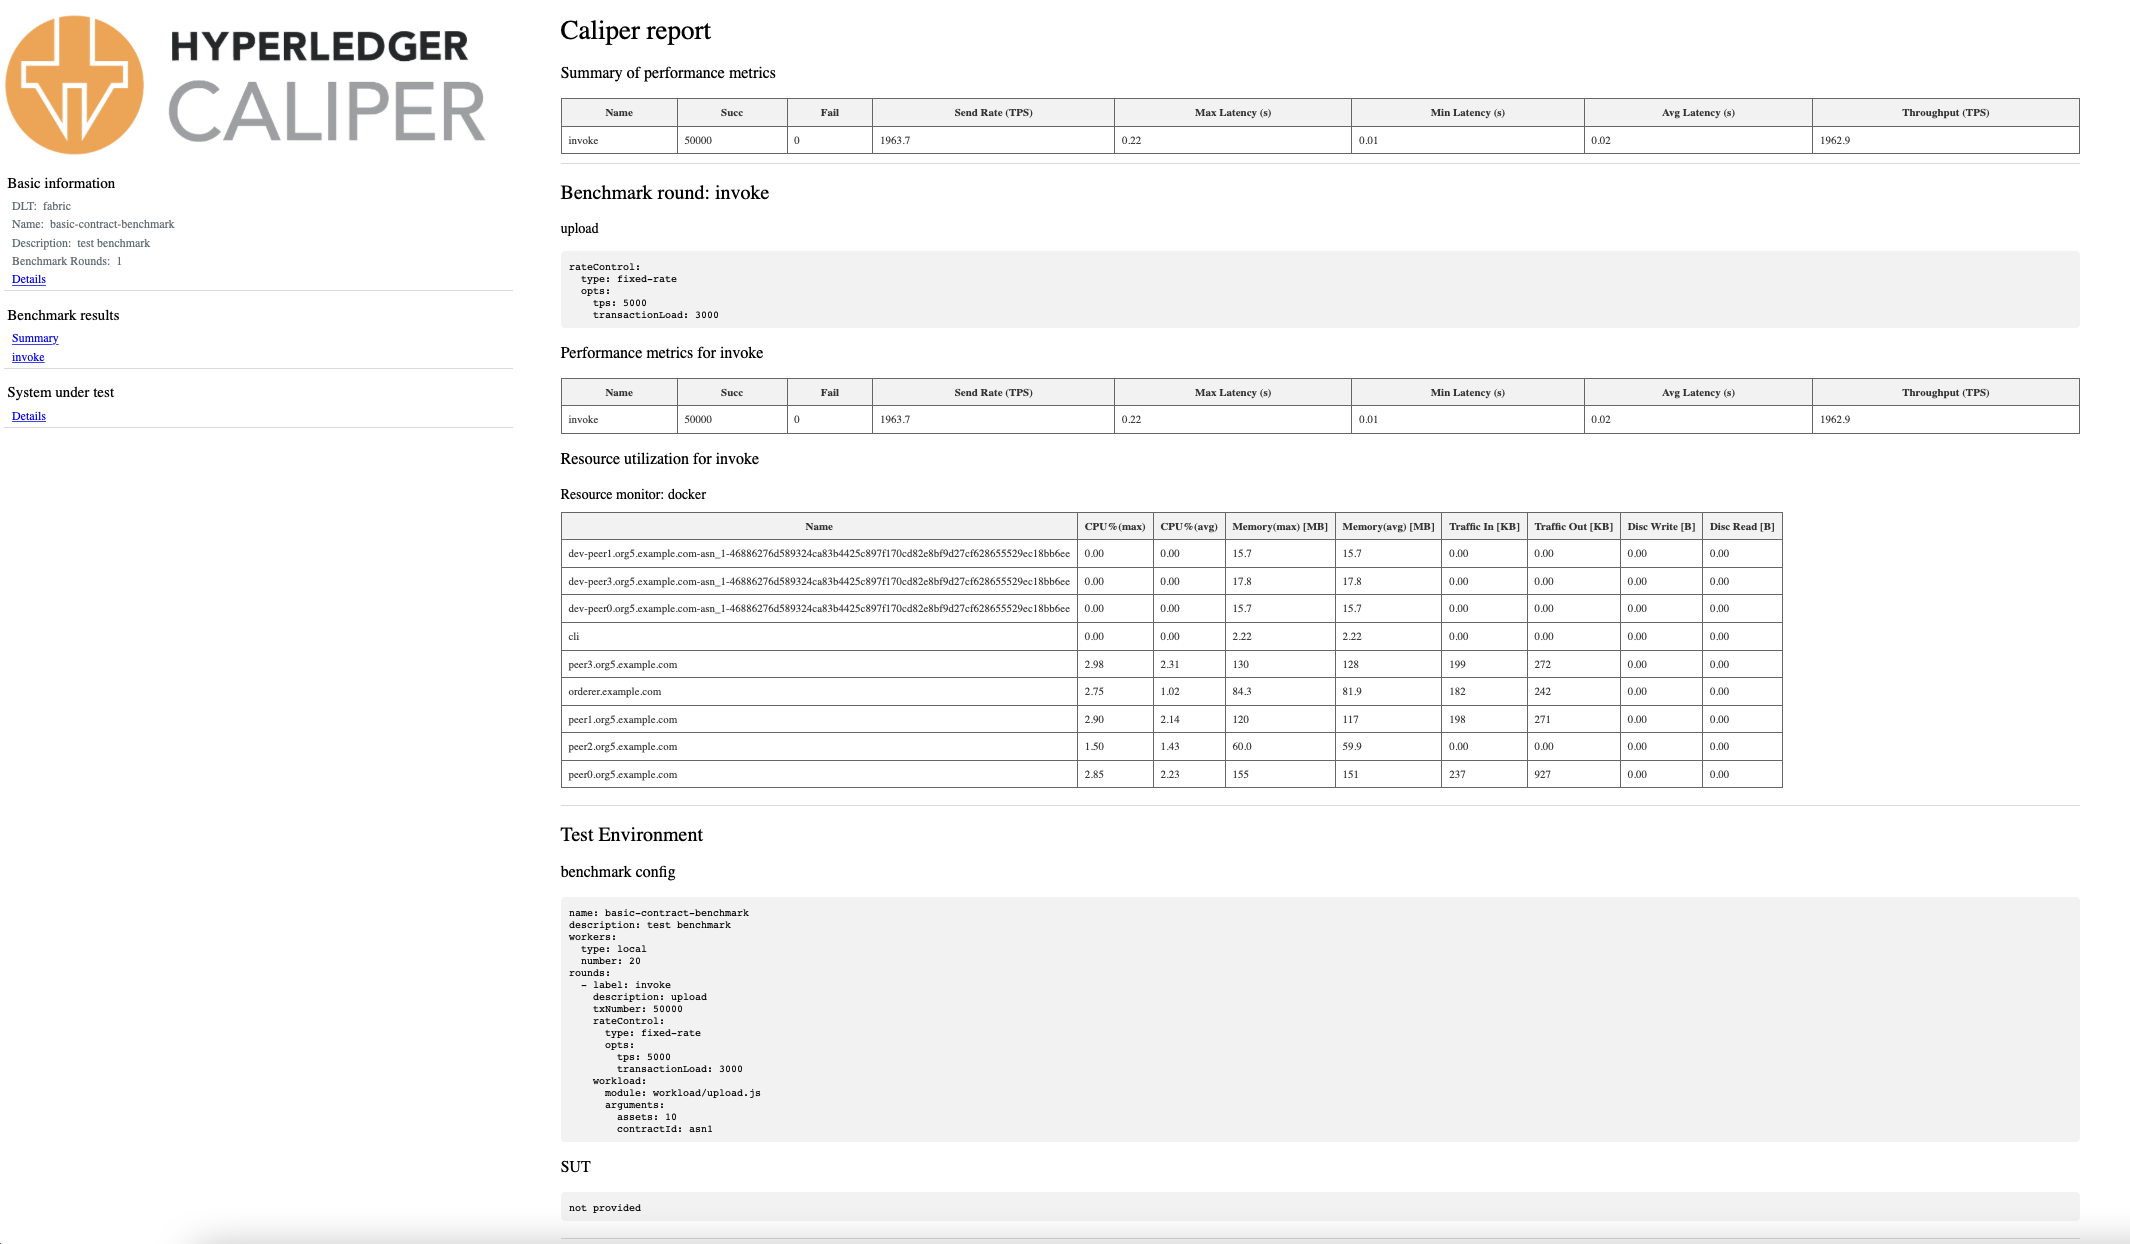 HYPERLEDGER
CALIPER
Basic information
DLT: fabric
Name: basic-contract-benchmark
Description: test benchmark
Benchmark Rounds: 1
Details
Benchmark results
Summary
invoke
System under test
Details
Caliper report
Summary of performance metrics
Name Succ Fail Send Rate (TPS) Max Latency (s) Min Latency (s) Avg Latency (s) Throughput (TPS)
invoke 50000 0 1963.7 0.22 0.01 0.02 1962.9
Benchmark round: invoke
upload
rateControl:
type: fixed-rate
opts:
tps: 5000
transactionLoad: 3000
Performance metrics for invoke
Name Succ Fail Send Rate (TPS) Max Latency (s) Min Latency (s) Avg Latency (s) Throughput (TPS)
invoke 50000 0 1963.7 0.22 0.01 0.02 1962.9
Resource utilization for invoke
Resource monitor: docker
Name CPU%(max) CPU%(avg) Memory(max) [MB] Memory(avg) [MB] Traffic In [KB] Traffic Out [KB] Disc Write [B] Disc Read [B]
dev-peer1.org5.example.com-asn_1-46886276d589324ca83b4425c897f170cd82e8bf9d27cf628655529ec18bb6ee 0.00 0.00 15.7 15.7 0.00 0.00 0.00 0.00
dev-peer3.org5.example.com-asn_1-46886276d589324ca83b4425c897f170cd82e8bf9d27cf628655529ec18bb6ee 0.00 0.00 17.8 17.8 0.00 0.00 0.00 0.00
dev-peer0.org5.example.com-asn_1-46886276d589324ca83b4425c897f170cd82e8bf9d27cf628655529ec18bb6ee 0.00 0.00 15.7 15.7 0.00 0.00 0.00 0.00
cli 0.00 0.00 2.22 2.22 0.00 0.00 0.00 0.00
peer3.org5.example.com 2.98 2.31 130 128 199 272 0.00 0.00
orderer.example.com 2.75 1.02 84.3 81.9 182 242 0.00 0.00
peer1.org5.example.com 2.90 2.14 120 117 198 271 0.00 0.00
peer2.org5.example.com 1.50 1.43 60.0 59.9 0.00 0.00 0.00 0.00
peer0.org5.example.com 2.85 2.23 155 151 237 927 0.00 0.00
Test Environment
benchmark config
name: basic-contract-benchmark
description: test benchmark
workers:
type: local
number: 20
rounds:
- label: invoke
description: upload
txNumber: 50000
rateControl:
type: fixed-rate
opts:
tps: 5000
transactionLoad: 3000
workload:
module: workload/upload.js
arguments:
assets: 10
contractId: asn1
SUT
not provided